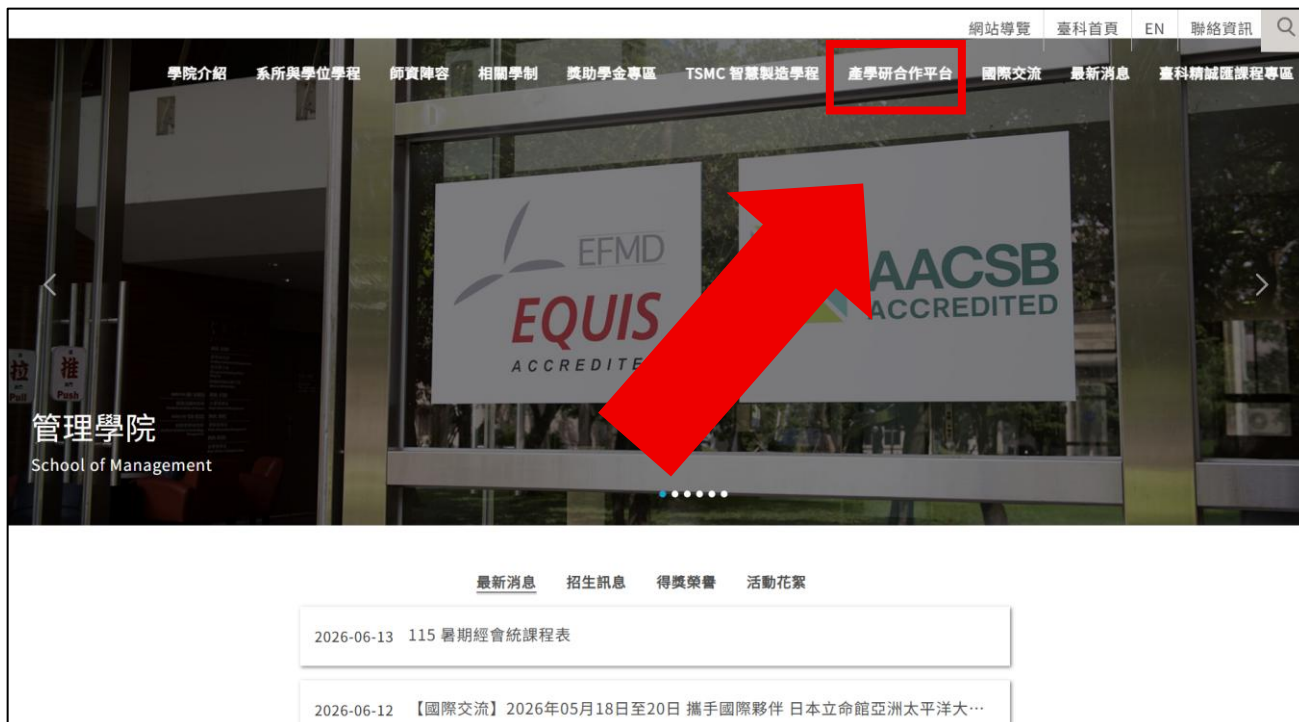 網站導覽 臺科首頁 EN 聯絡資訊
學院介紹 系所與學位學程 師資陣容 相關學制 獎助學金專區 TSMC 智慧製造學程 產學研合作平台 國際交流 最新消息 臺科精誠匯課程專區
EFMD
EQUIS
ACCREDITE
AACSB
ACCREDITED
拉 推
Pull Push
管理學院
School of Management
最新消息 招生訊息 得獎榮譽 活動花絮
2026-06-13 115 暑期經會統課程表
2026-06-12 【國際交流】2026年05月18日至20日 攜手國際夥伴 日本立命館亞洲太平洋大…